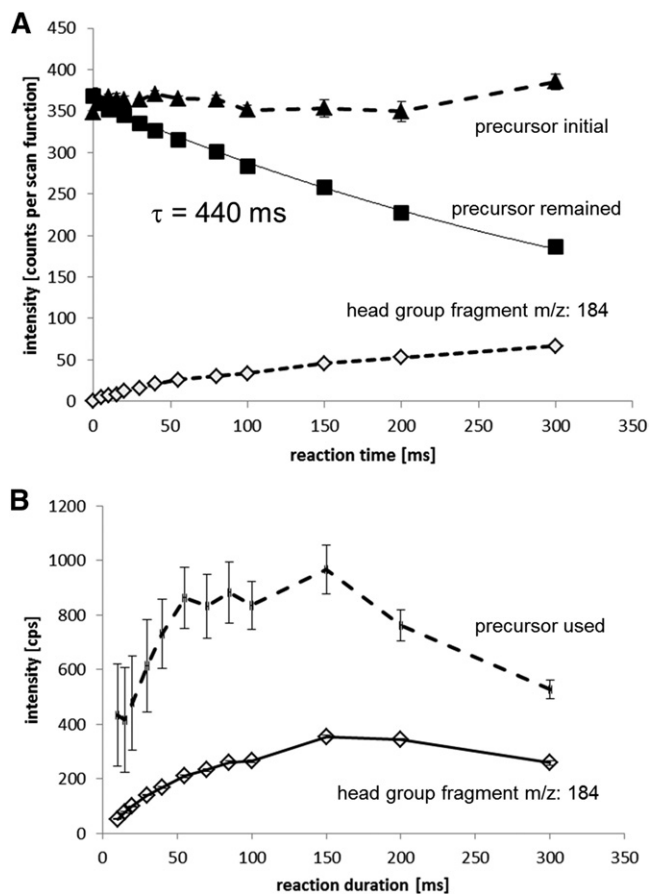 A
450
400
350
300
250
200
150
100
50
0
intensity [counts per scan function]
precursor initial
precursor remained
τ = 440 ms
head group fragment m/z: 184
0 50 100 150 200 250 300 350
reaction time [ms]
B
1200
1000
800
600
400
200
0
intensity [cps]
precursor used
head group fragment m/z: 184
0 50 100 150 200 250 300 350
reaction duration [ms]